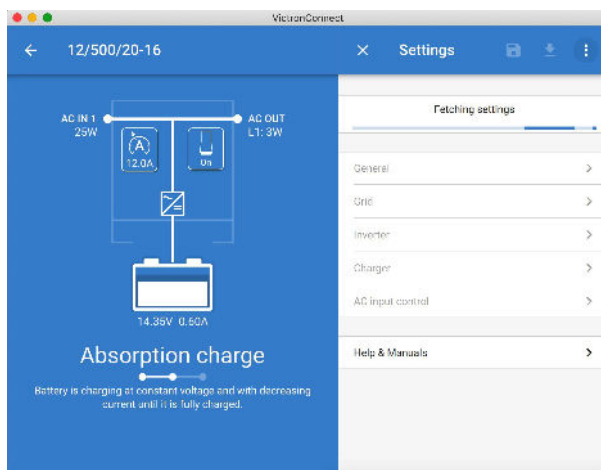 VictronConnect
12/500/20-16
AC IN 1
25W
AC OUT
L1: 3W
(A)
12.0A
On
14.35V 0.60A
Absorption charge
Battery is charging at constant voltage and with decreasing
current until it is fully charged.
Settings
Fetching settings
General
Grid
Inverter
Charger
AC input control
Help & Manuals